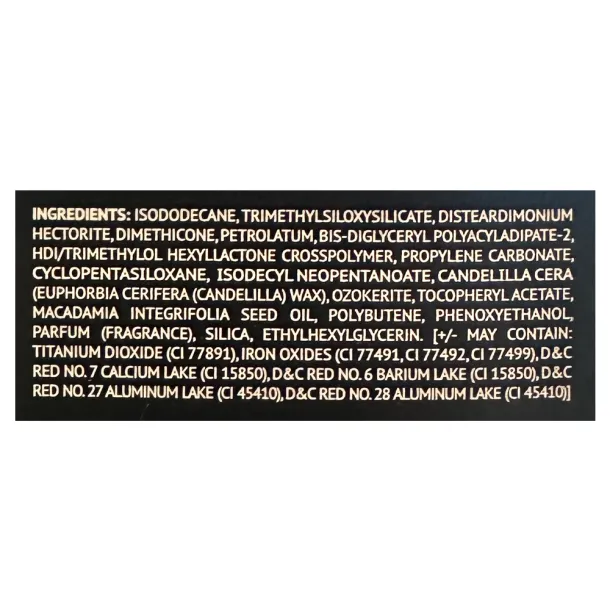 INGREDIENTS: ISODODECANE, TRIMETHYLSILOXYSILICATE, DISTEARDIMONIUM
HECTORITE, DIMETHICONE, PETROLATUM, BIS-DIGLYCERYL POLYACYLADIPATE-2,
HDI/TRIMETHYLOL HEXYLLACTONE CROSSPOLYMER, PROPYLENE CARBONATE,
CYCLOPENTASILOXANE, ISODECYL NEOPENTANOATE, CANDELILLA CERA
(EUPHORBIA CERIFERA (CANDELILLA) WAX), OZOKERITE, TOCOPHERYL ACETATE,
MACADAMIA INTEGRIFOLIA SEED OIL, POLYBUTENE, PHENOXYETHANOL,
PARFUM (FRAGRANCE), SILICA, ETHYLHEXYLGLYCERIN. [+/- MAY CONTAIN:
TITANIUM DIOXIDE (CI 77891), IRON OXIDES (CI 77491, CI 77492, CI 77499), D&C
RED NO. 7 CALCIUM LAKE (CI 15850), D&C RED NO. 6 BARIUM LAKE (CI 15850), D&C
RED NO. 27 ALUMINUM LAKE (CI 45410), D&C RED NO. 28 ALUMINUM LAKE (CI 45410)]